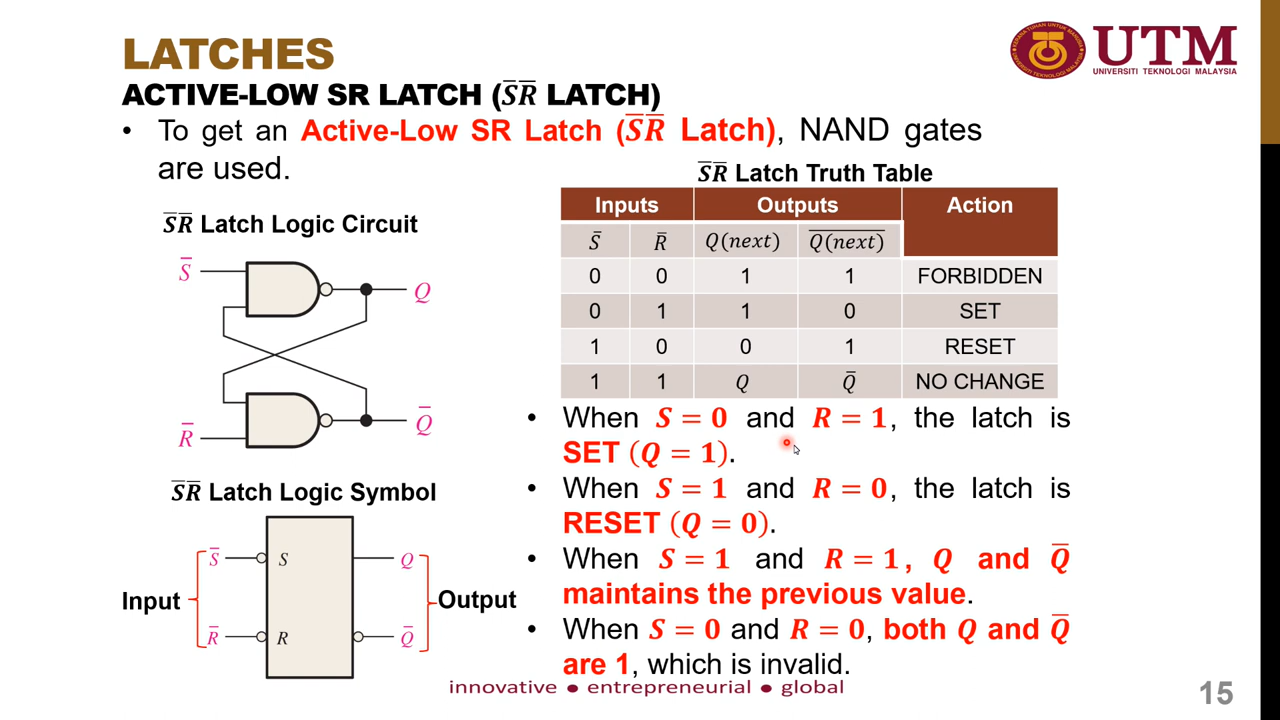 LATCHES
UTM
UNIVERSITI TEKNOLOGI MALAYSIA
ACTIVE-LOW SR LATCH (S̅R̅ LATCH)
• To get an Active-Low SR Latch (S̅R̅ Latch), NAND gates
are used.
S̅R̅ Latch Logic Circuit
S̅
Q
R̅
Q̅
S̅R̅ Latch Logic Symbol
Input
S̅ S Q
R̅ R Q̅
Output
S̅R̅ Latch Truth Table
Inputs Outputs Action
S̅ R̅ Q(next) Q̅(̅n̅e̅x̅t̅)̅
0 0 1 1 FORBIDDEN
0 1 1 0 SET
1 0 0 1 RESET
1 1 Q Q̅ NO CHANGE
• When S = 0 and R = 1, the latch is
SET (Q = 1).
• When S = 1 and R = 0, the latch is
RESET (Q = 0).
• When S = 1 and R = 1, Q and Q̅
maintains the previous value.
• When S = 0 and R = 0, both Q and Q̅
are 1, which is invalid.
innovative ● entrepreneurial ● global
15